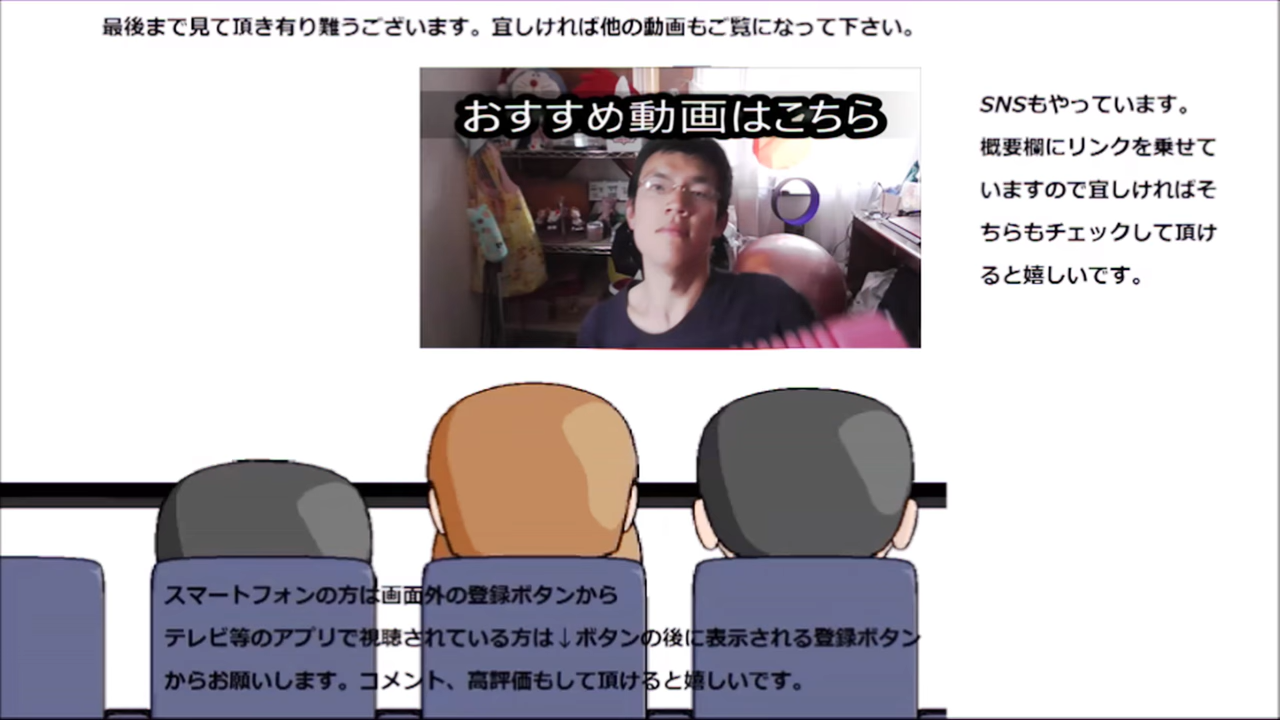 最後まで見て頂き有り難うございます。宜しければ他の動画もご覧になって下さい。
おすすめ動画はこちら
SNSもやっています。
概要欄にリンクを乗せて
いますので宜しければそ
ちらもチェックして頂け
ると嬉しいです。
スマートフォンの方は画面外の登録ボタンから
テレビ等のアプリで視聴されている方は↓ボタンの後に表示される登録ボタン
からお願いします。コメント、高評価もして頂けると嬉しいです。